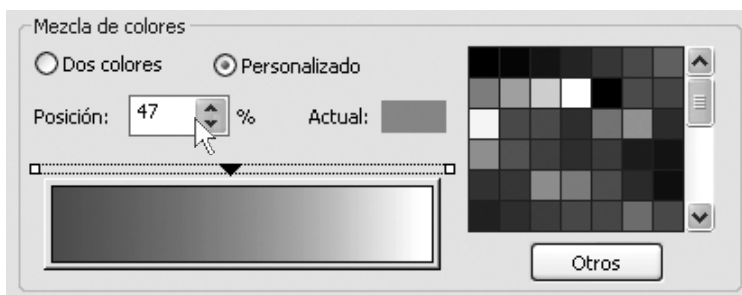 Mezcla de colores
Dos colores Personalizado
Posición: 47 % Actual:
Otros